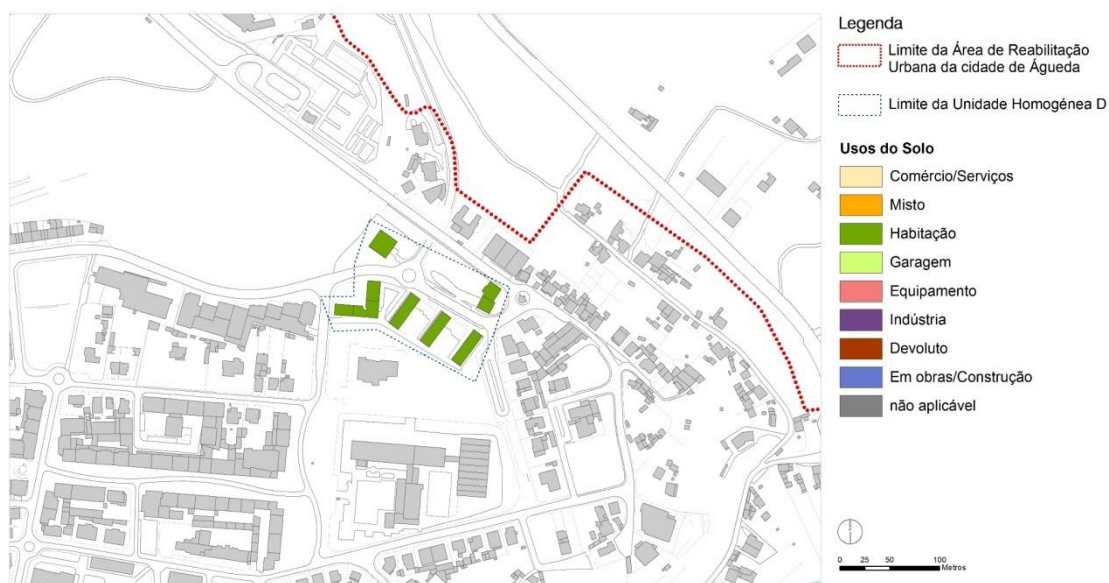 Legenda
Limite da Área de Reabilitação
Urbana da cidade de Águeda
Limite da Unidade Homogénea D
Usos do Solo
Comércio/Serviços
Misto
Habitação
Garagem
Equipamento
Indústria
Devoluto
Em obras/Construção
não aplicável
0 25 50 100
Metros